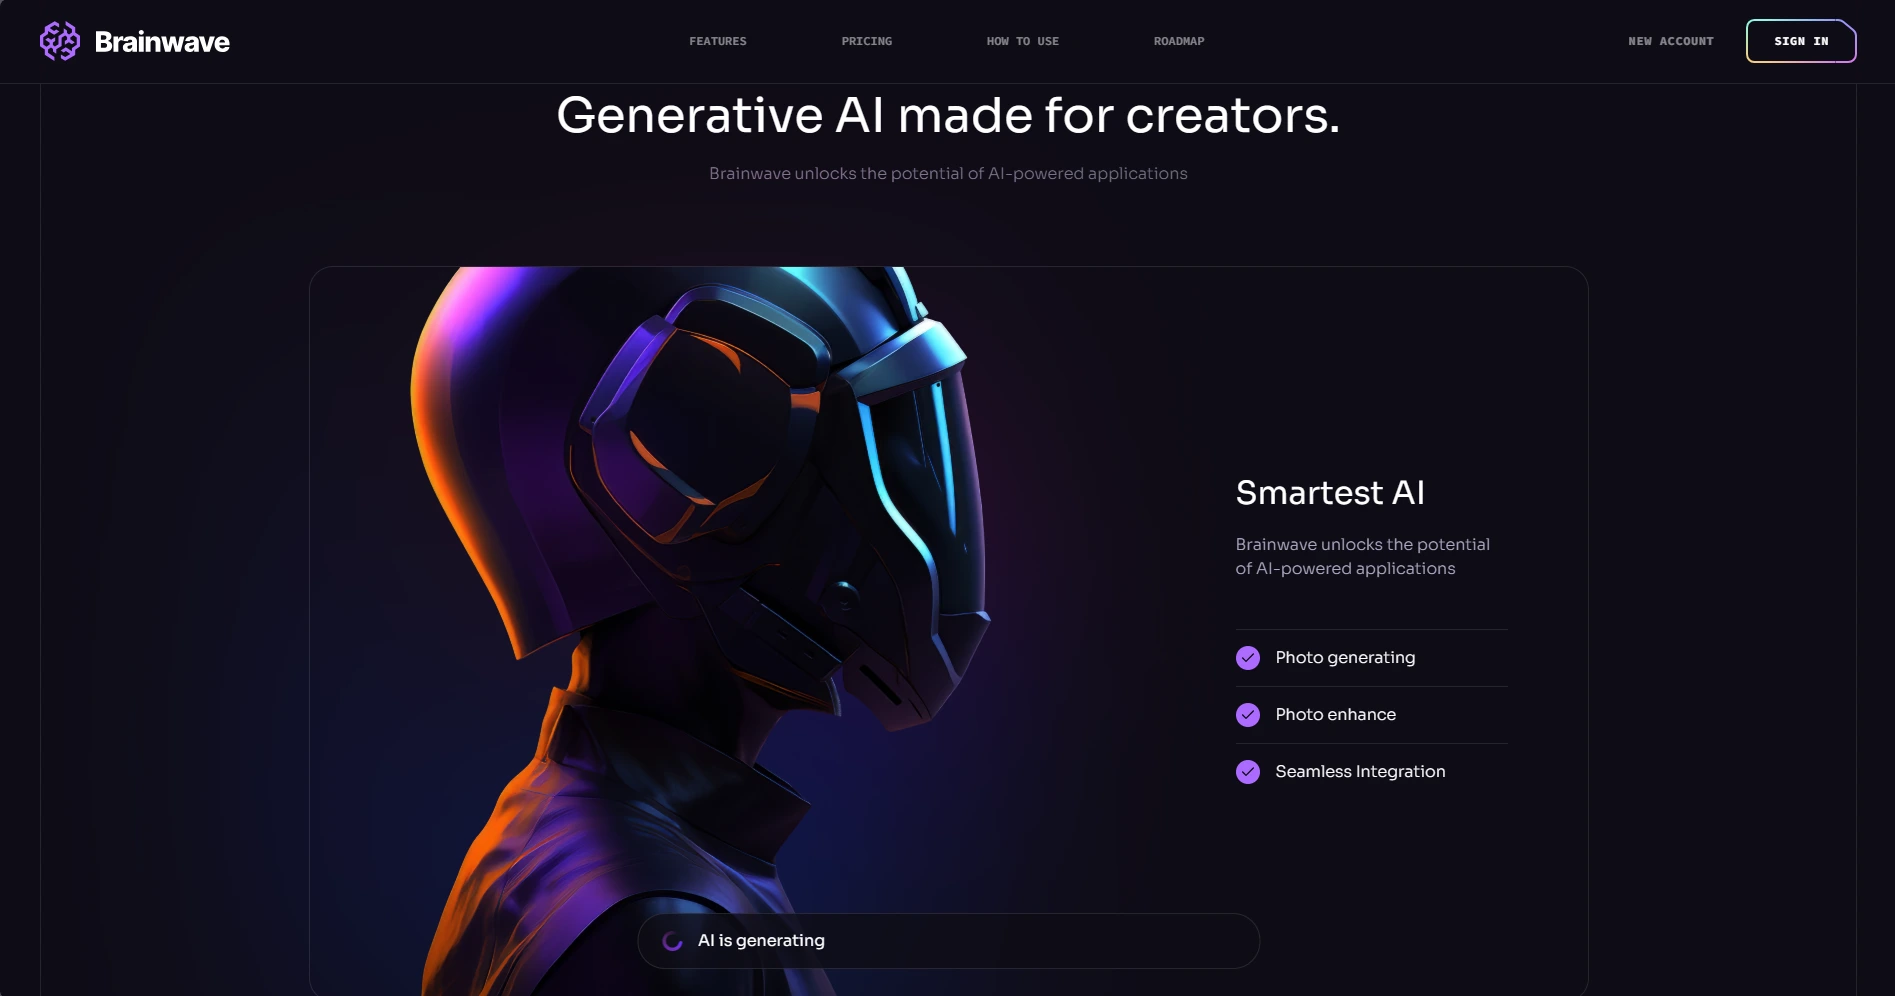 Brainwave
FEATURES
PRICING
HOW TO USE
ROADMAP
NEW ACCOUNT
SIGN IN
Generative AI made for creators.
Brainwave unlocks the potential of AI-powered applications
Smartest AI
Brainwave unlocks the potential
of AI-powered applications
Photo generating
Photo enhance
Seamless Integration
AI is generating